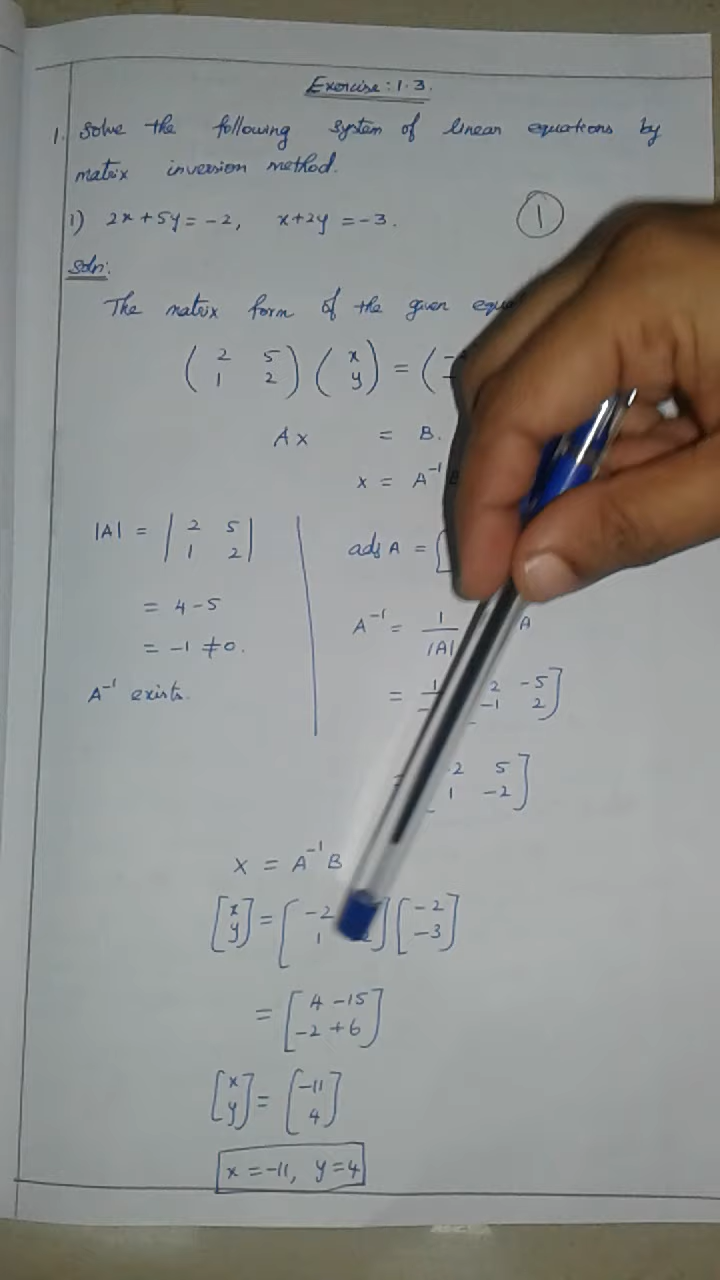 Exercise: 1.3.
1. Solve the following system of linear equations by
matrix inversion method.
1) 2x+5y=-2, x+2y=-3. 1
Soln:
The matrix form of the given
( 2 5 ) ( x ) = (
1 2 y
Ax = B.
x = A⁻¹
|A| = | 2 5 |
1 2
= 4-5
= -1 ≠0.
A⁻¹ exists.
adj A = [
A⁻¹ = 1 A
|A|
= 1 2 -5 ]
-1 2
2 5 ]
1 -2
X = A⁻¹B
[ x ] = [ -2 ] [ -2 ]
y 1 -3
= [ 4 -15 ]
-2 +6
[ x ] = [ -11 ]
y 4
x = -11, y = 4